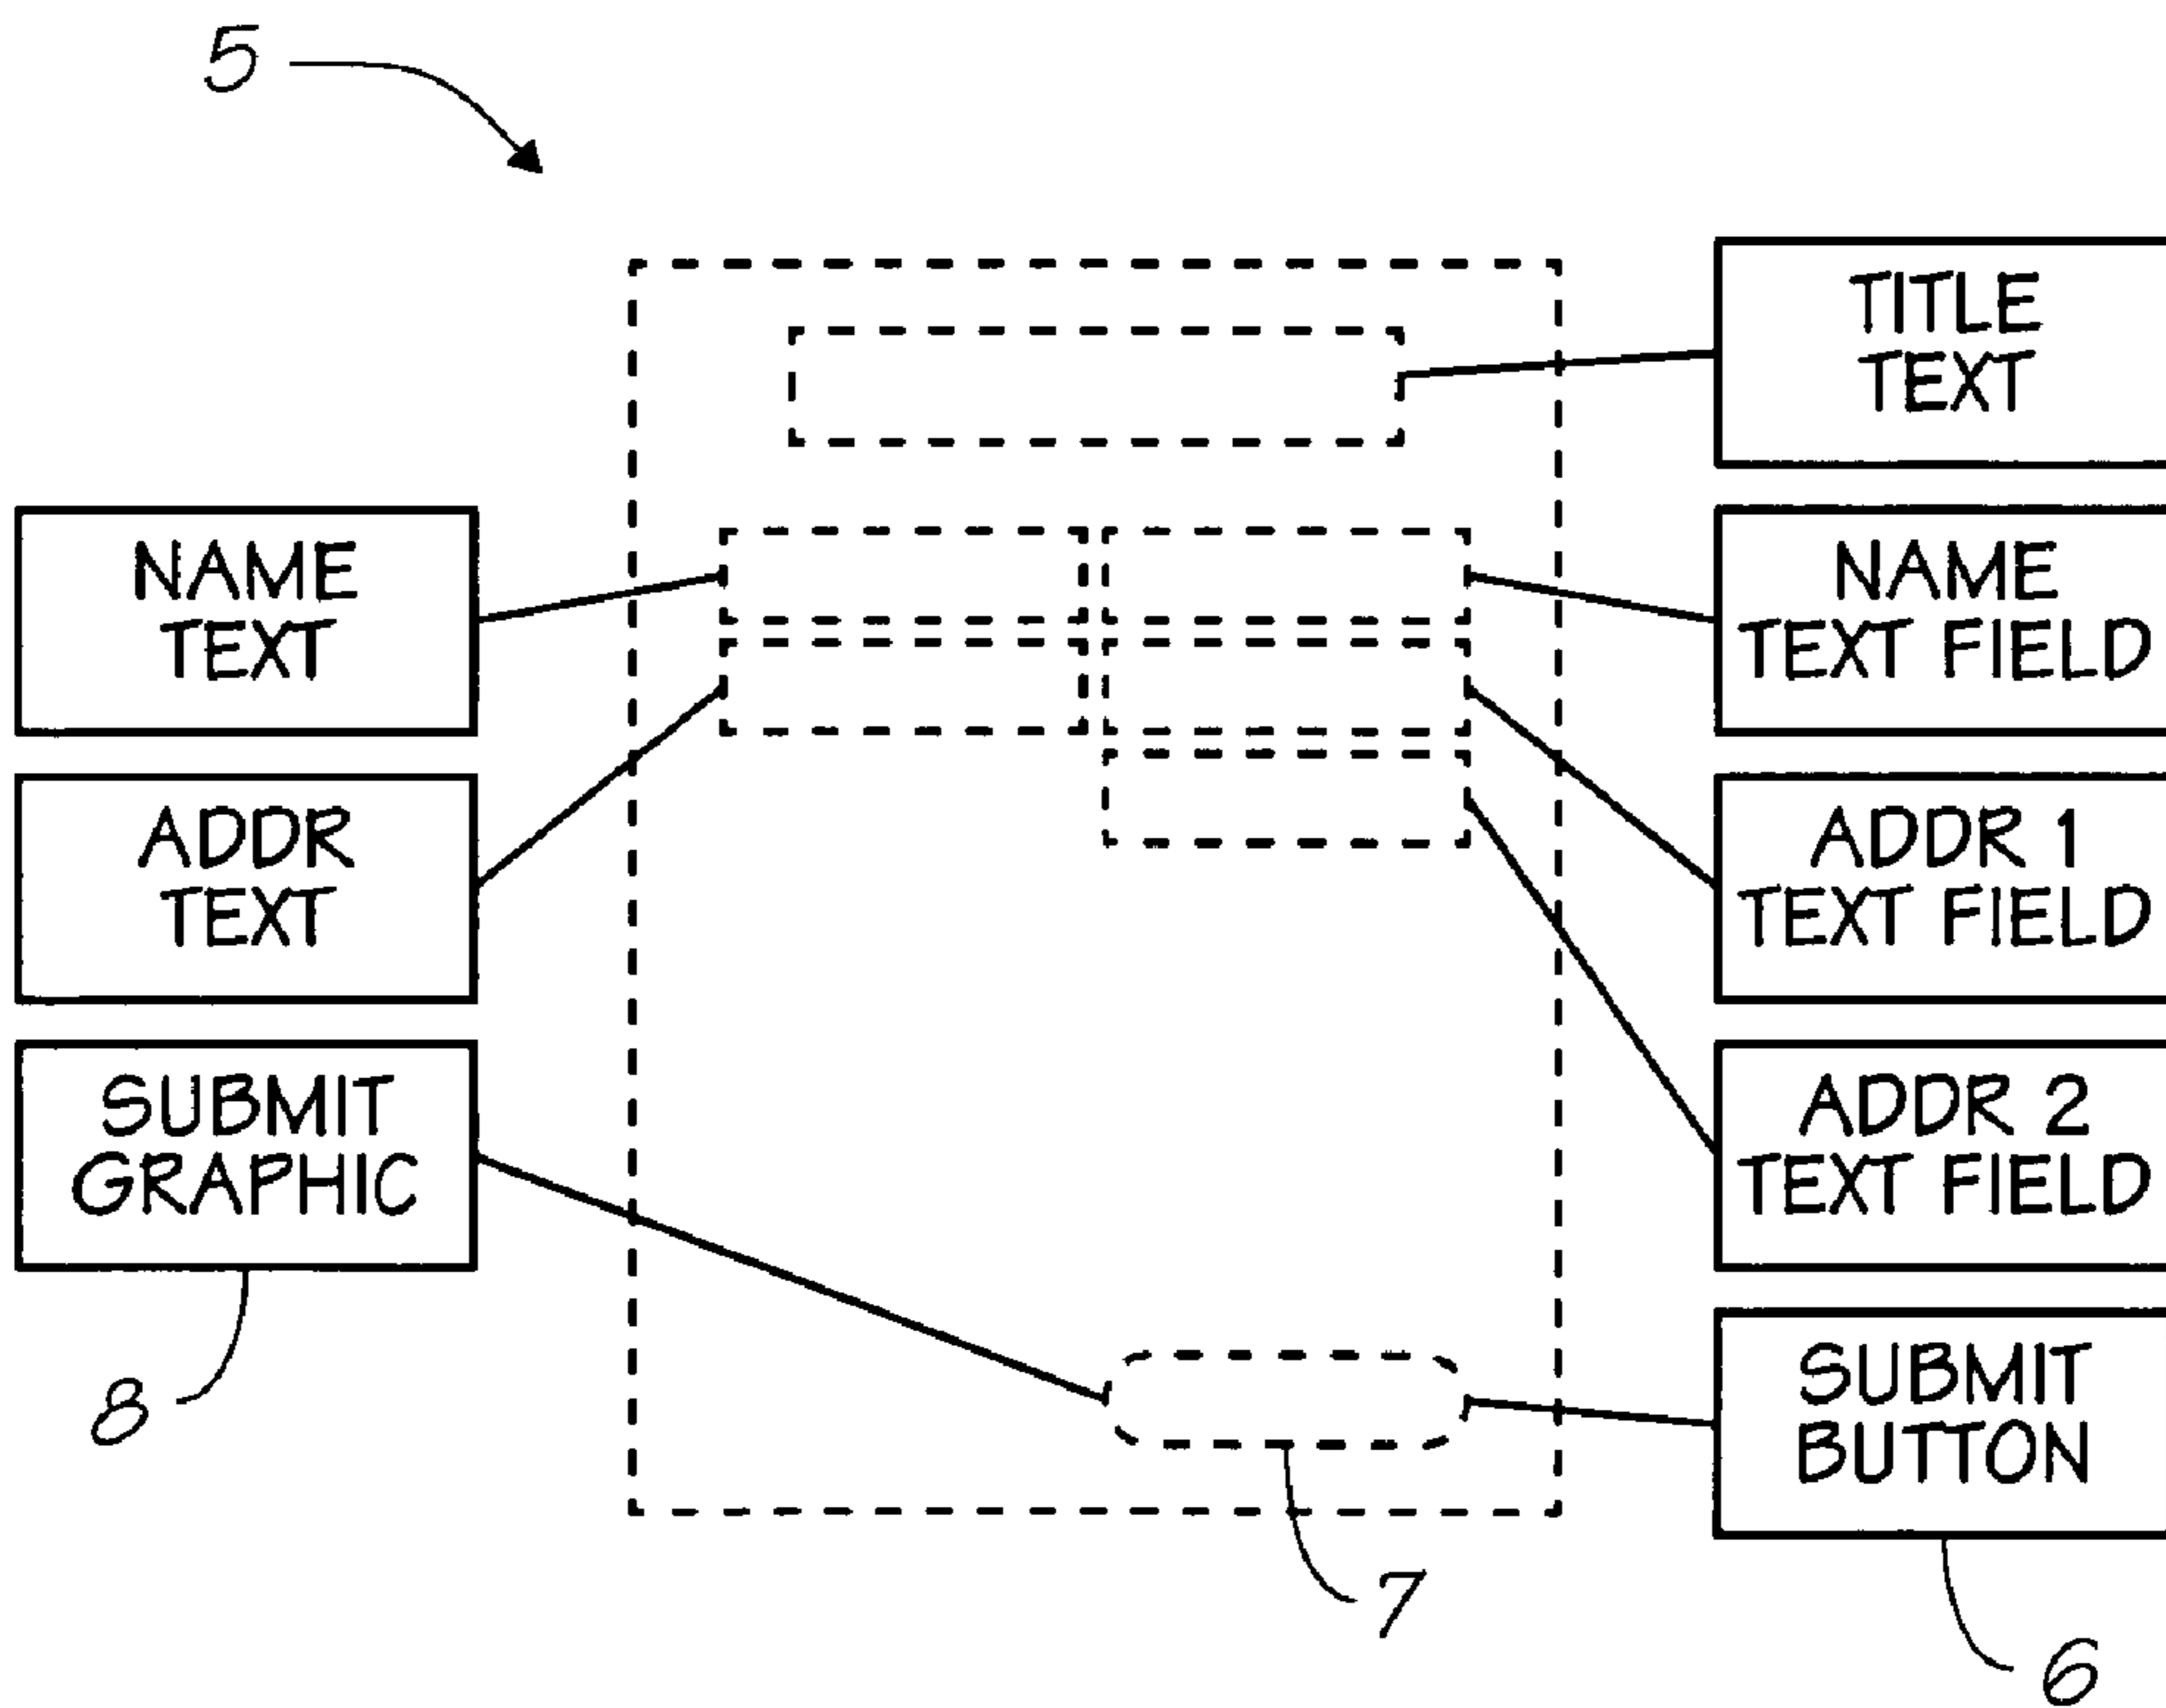 5
TITLE
TEXT
NAME
TEXT
NAME
TEXT FIELD
ADDR
TEXT
ADDR 1
TEXT FIELD
SUBMIT
GRAPHIC
ADDR 2
TEXT FIELD
SUBMIT
BUTTON
8
7
6